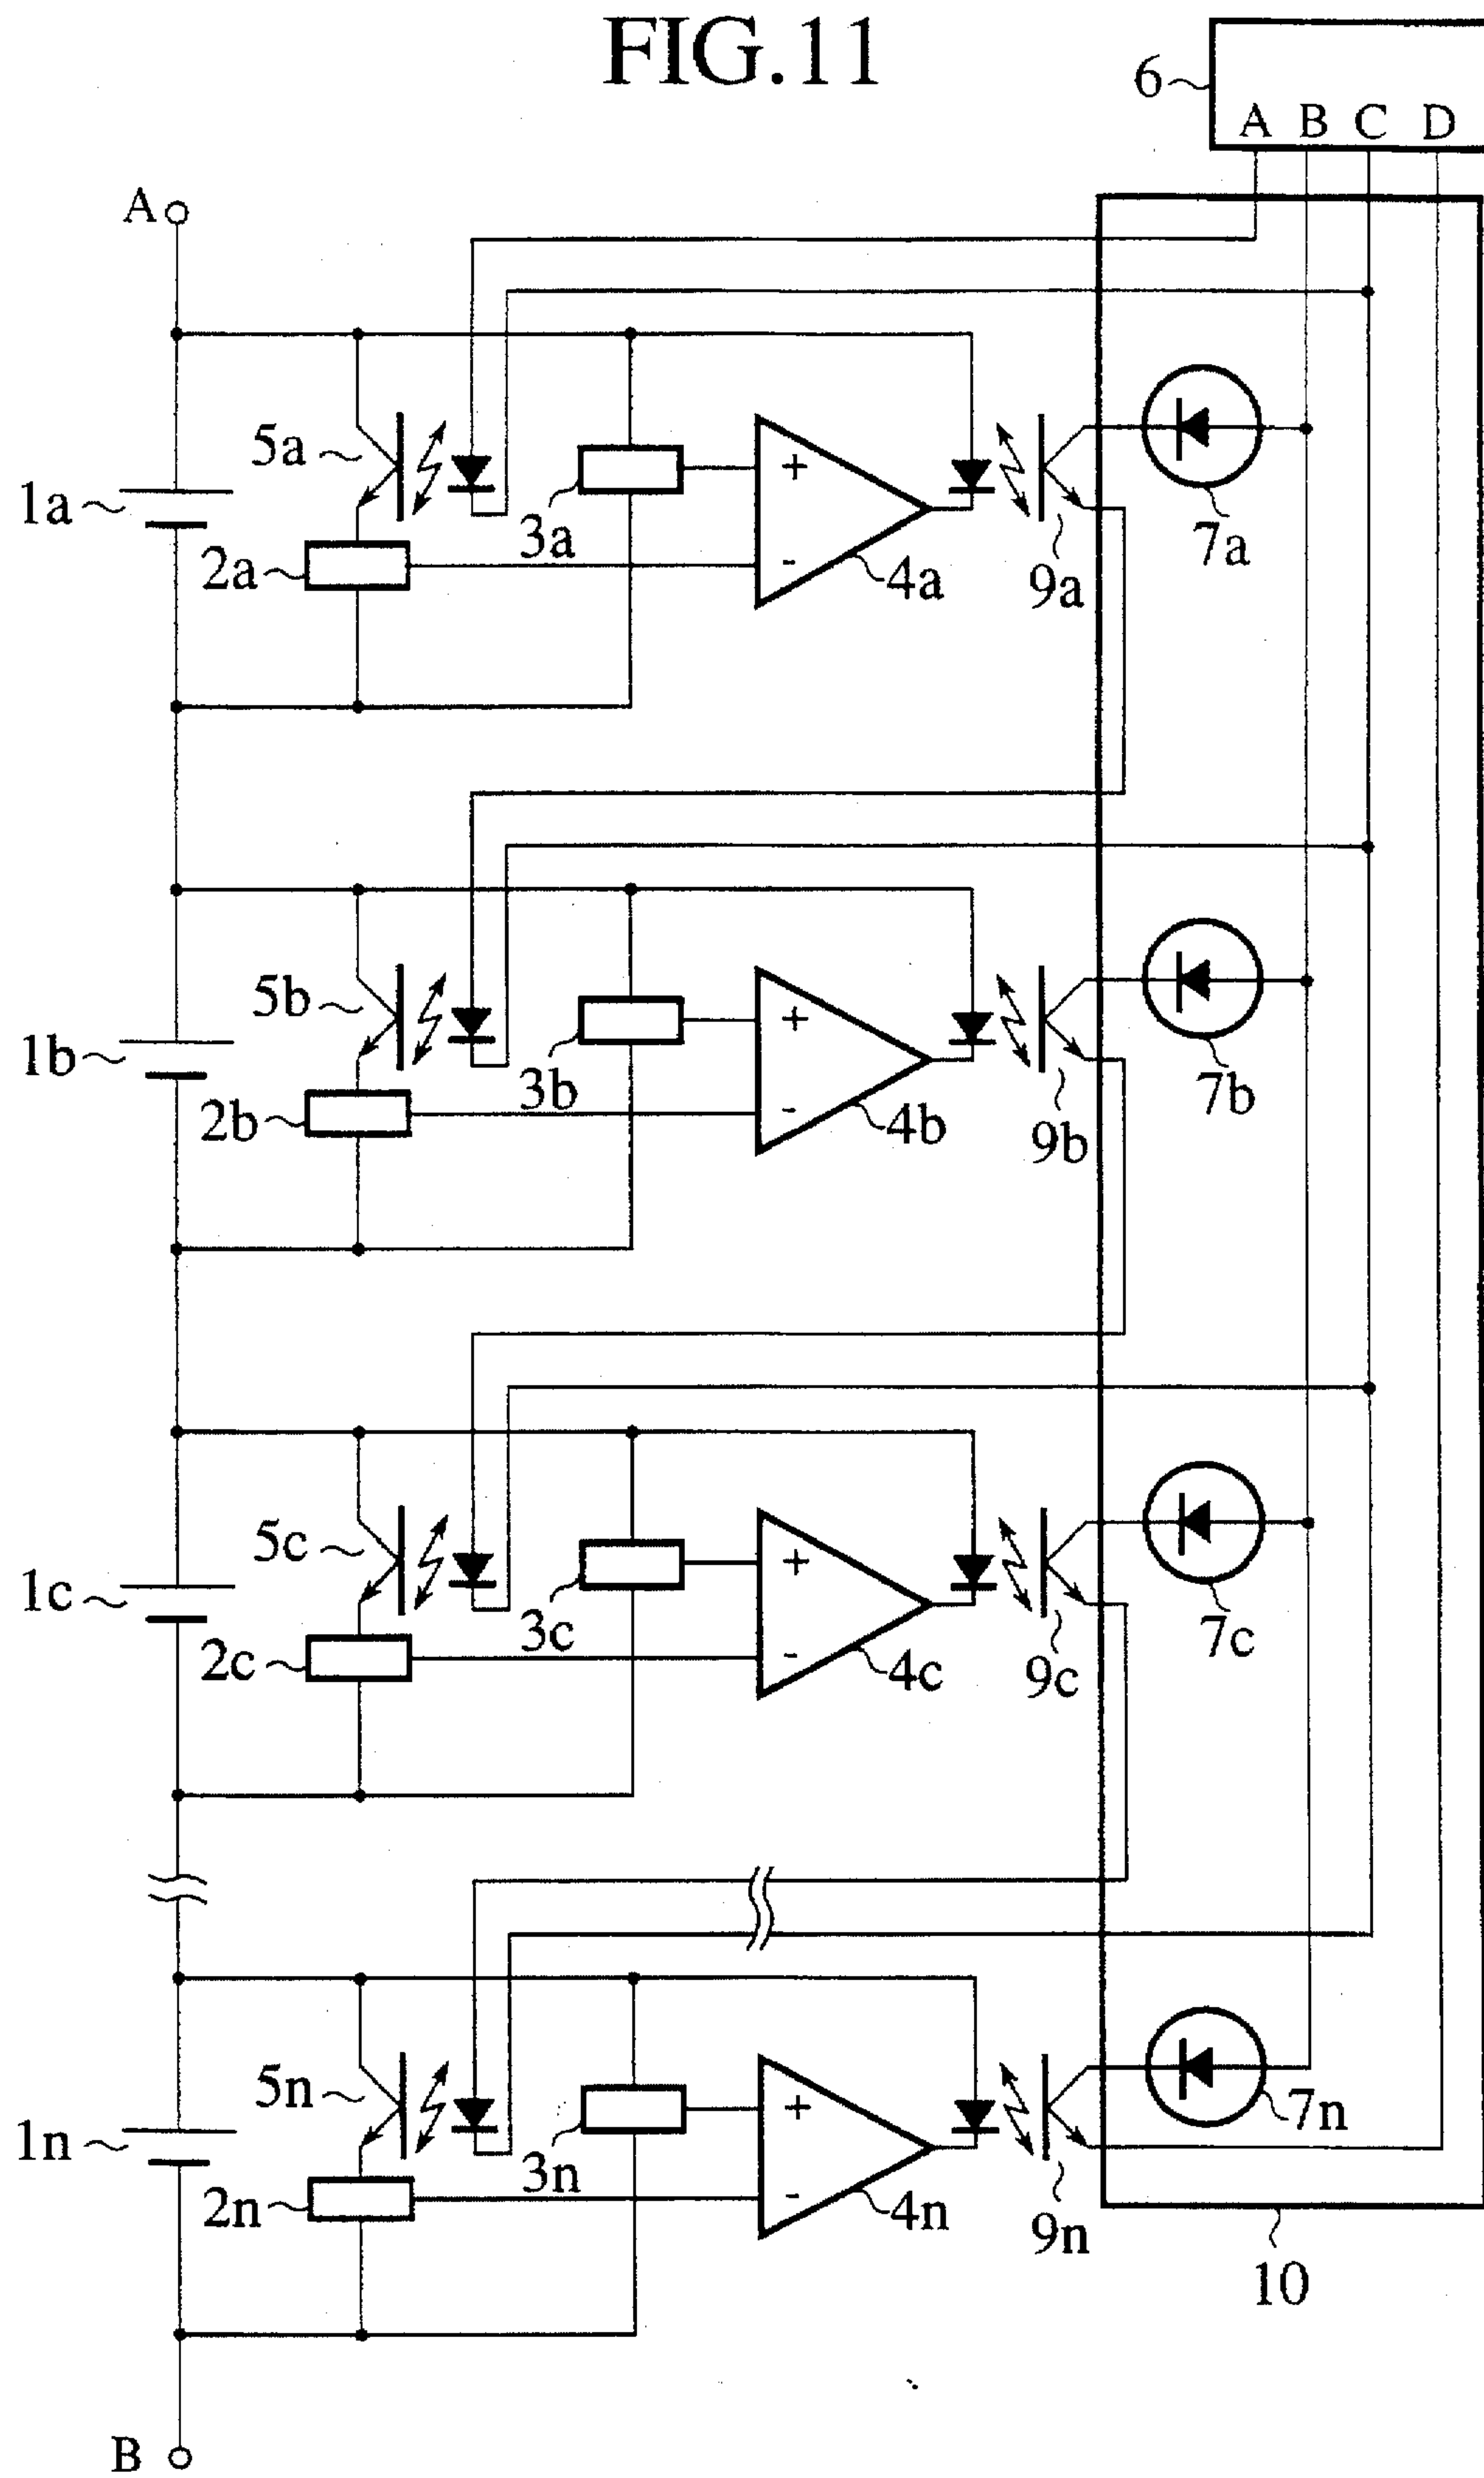 FIG.11
6
A B C D
A
5a
1a
2a
3a
+
-
4a
9a
7a
5b
1b
2b
3b
+
-
4b
9b
7b
5c
1c
2c
3c
+
-
4c
9c
7c
5n
1n
2n
3n
+
-
4n
9n
7n
10
B